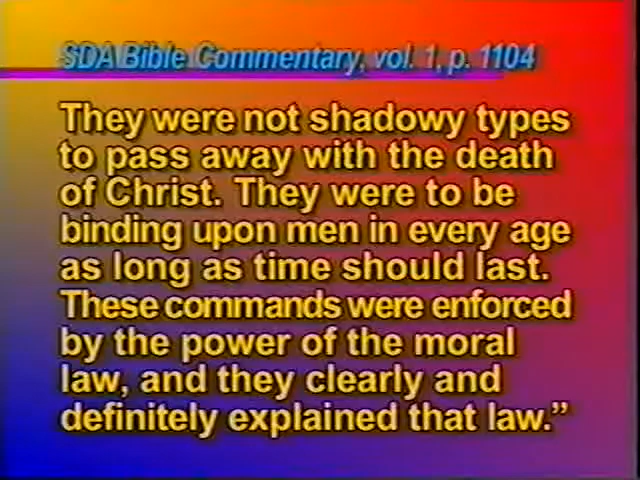 SDA Bible Commentary, vol. 1, p. 1104
They were not shadowy types
to pass away with the death
of Christ. They were to be
binding upon men in every age
as long as time should last.
These commands were enforced
by the power of the moral
law, and they clearly and
definitely explained that law.”